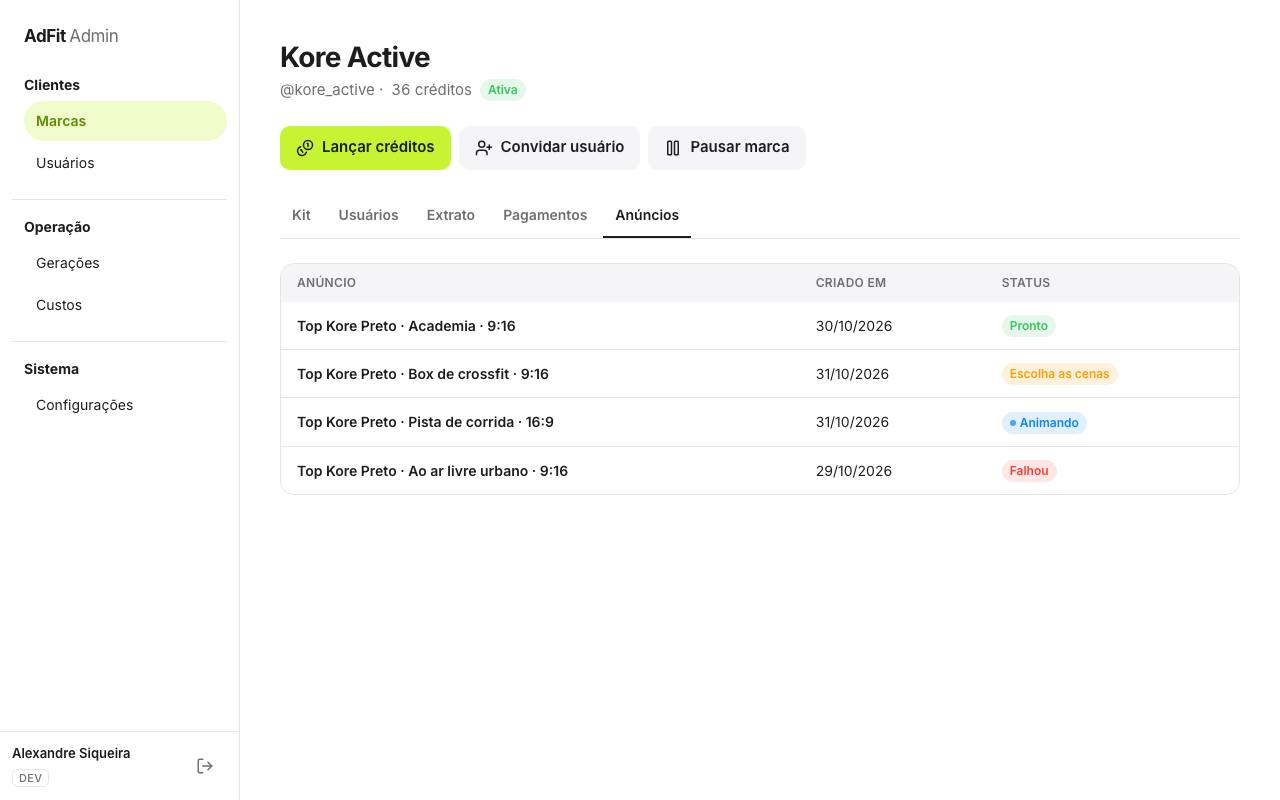 AdFit Admin
Clientes
Marcas
Usuários
Operação
Gerações
Custos
Sistema
Configurações
Alexandre Siqueira
DEV
Kore Active
@kore_active · 36 créditos Ativa
Lançar créditos Convidar usuário Pausar marca
Kit Usuários Extrato Pagamentos Anúncios
ANÚNCIO CRIADO EM STATUS
Top Kore Preto · Academia · 9:16 30/10/2026 Pronto
Top Kore Preto · Box de crossfit · 9:16 31/10/2026 Escolha as cenas
Top Kore Preto · Pista de corrida · 16:9 31/10/2026 Animando
Top Kore Preto · Ao ar livre urbano · 9:16 29/10/2026 Falhou